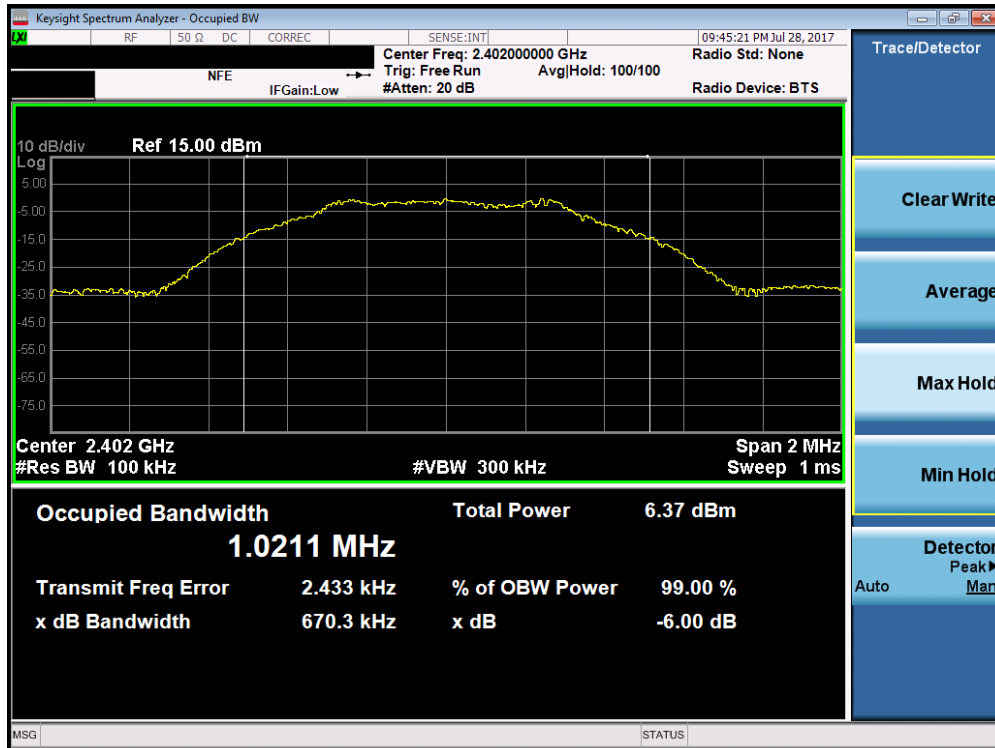 Keysight Spectrum Analyzer - Occupied BW
LXI RF 50 Ω DC CORREC SENSE:INT 09:45:21 PM Jul 28, 2017
Center Freq: 2.402000000 GHz Radio Std: None
NFE Trig: Free Run Avg|Hold: 100/100
IFGain:Low #Atten: 20 dB Radio Device: BTS
10 dB/div Ref 15.00 dBm
Log
5.00
-5.00
-15.0
-25.0
-35.0
-45.0
-55.0
-65.0
-75.0
Center 2.402 GHz Span 2 MHz
#Res BW 100 kHz #VBW 300 kHz Sweep 1 ms
Occupied Bandwidth Total Power 6.37 dBm
1.0211 MHz
Transmit Freq Error 2.433 kHz % of OBW Power 99.00 %
x dB Bandwidth 670.3 kHz x dB -6.00 dB
MSG STATUS
Trace/Detector
Clear Write
Average
Max Hold
Min Hold
Detector
Peak▶
Auto Man